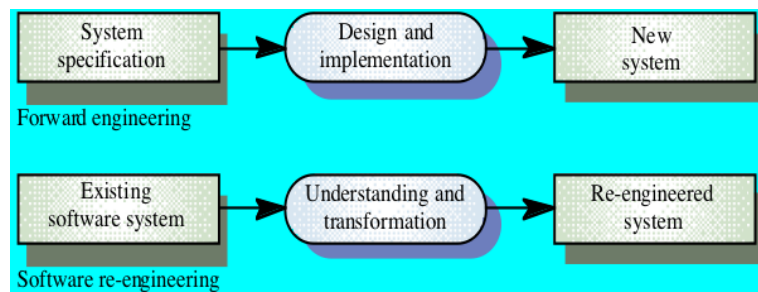 System
specification
Design and
implementation
New
system
Forward engineering
Existing
software system
Understanding and
transformation
Re-engineered
system
Software re-engineering